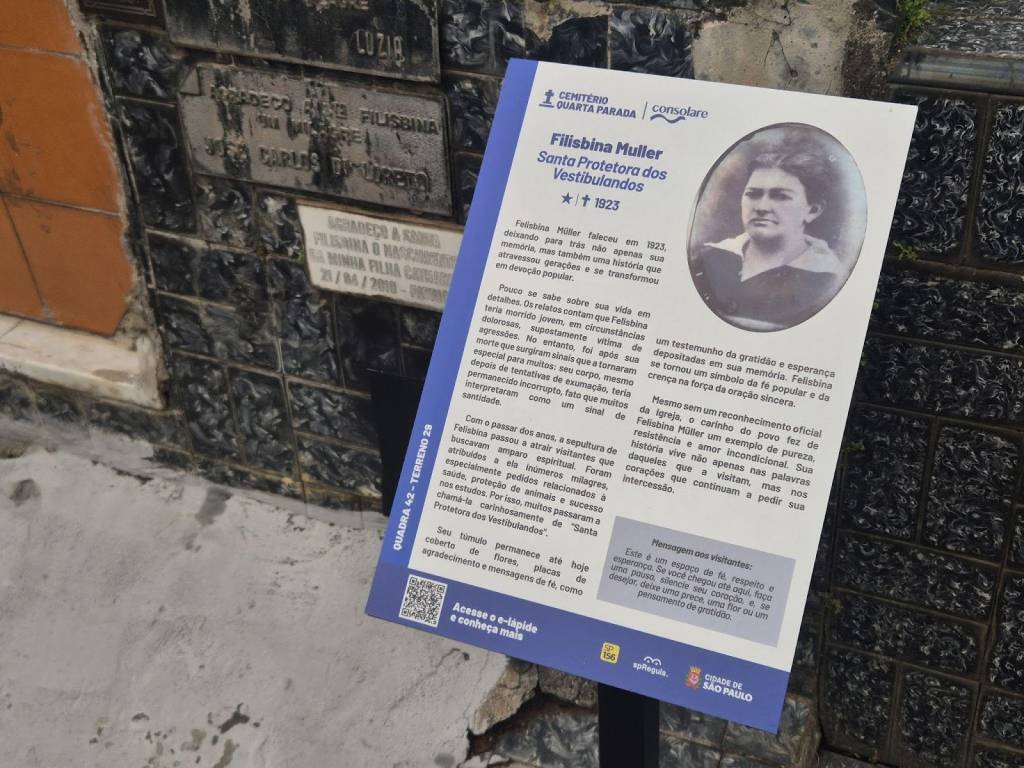 LUZIA
AGRADEÇO A NENE FILISBINA
UM MILAGRE
JOSÉ CARLOS DI LORETO
AGRADEÇO A SANTA
FILISBINA O NASCIMENTO
DA MINHA FILHA
21/04/2010 -
CEMITÉRIO
QUARTA PARADA
consolare
Filisbina Muller
Santa Protetora dos
Vestibulandos
★ | ✝ 1923
Felisbina Müller faleceu em 1923,
deixando para trás não apenas sua
memória, mas também uma história que
atravessou gerações e se transformou
em devoção popular.
Pouco se sabe sobre sua vida em
detalhes. Os relatos contam que Felisbina
teria morrido jovem, em circunstâncias
dolorosas, supostamente vítima de
agressões. No entanto, foi após sua
morte que surgiram sinais que a tornaram
especial para muitos: seu corpo, mesmo
depois de tentativas de exumação, teria
permanecido incorrupto, fato que muitos
interpretaram como um sinal de
santidade.
Com o passar dos anos, a sepultura de
Felisbina passou a atrair visitantes que
buscavam amparo espiritual. Foram
atribuídos a ela inúmeros milagres,
especialmente pedidos relacionados à
saúde, proteção de animais e sucesso
nos estudos. Por isso, muitos passaram a
chamá-la carinhosamente de "Santa
Protetora dos Vestibulandos".
Seu túmulo permanece até hoje
coberto de flores, placas de
agradecimento e mensagens de fé, como
um testemunho da gratidão e esperança
depositadas em sua memória. Felisbina
se tornou um símbolo da fé popular e da
crença na força da oração sincera.
Mesmo sem um reconhecimento oficial
da Igreja, o carinho do povo fez de
Felisbina Müller um exemplo de pureza,
resistência e amor incondicional. Sua
história vive não apenas nas palavras
daqueles que a visitam, mas nos
corações que continuam a pedir sua
intercessão.
Mensagem aos visitantes:
Este é um espaço de fé, respeito e
esperança. Se você chegou até aqui, faça
uma pausa, silencie seu coração, e, se
desejar, deixe uma prece, uma flor ou um
pensamento de gratidão.
QUADRA 42 - TERRENO 29
Acesse o e-lápide
e conheça mais
SP
156
spRegula.
CIDADE DE
SÃO PAULO